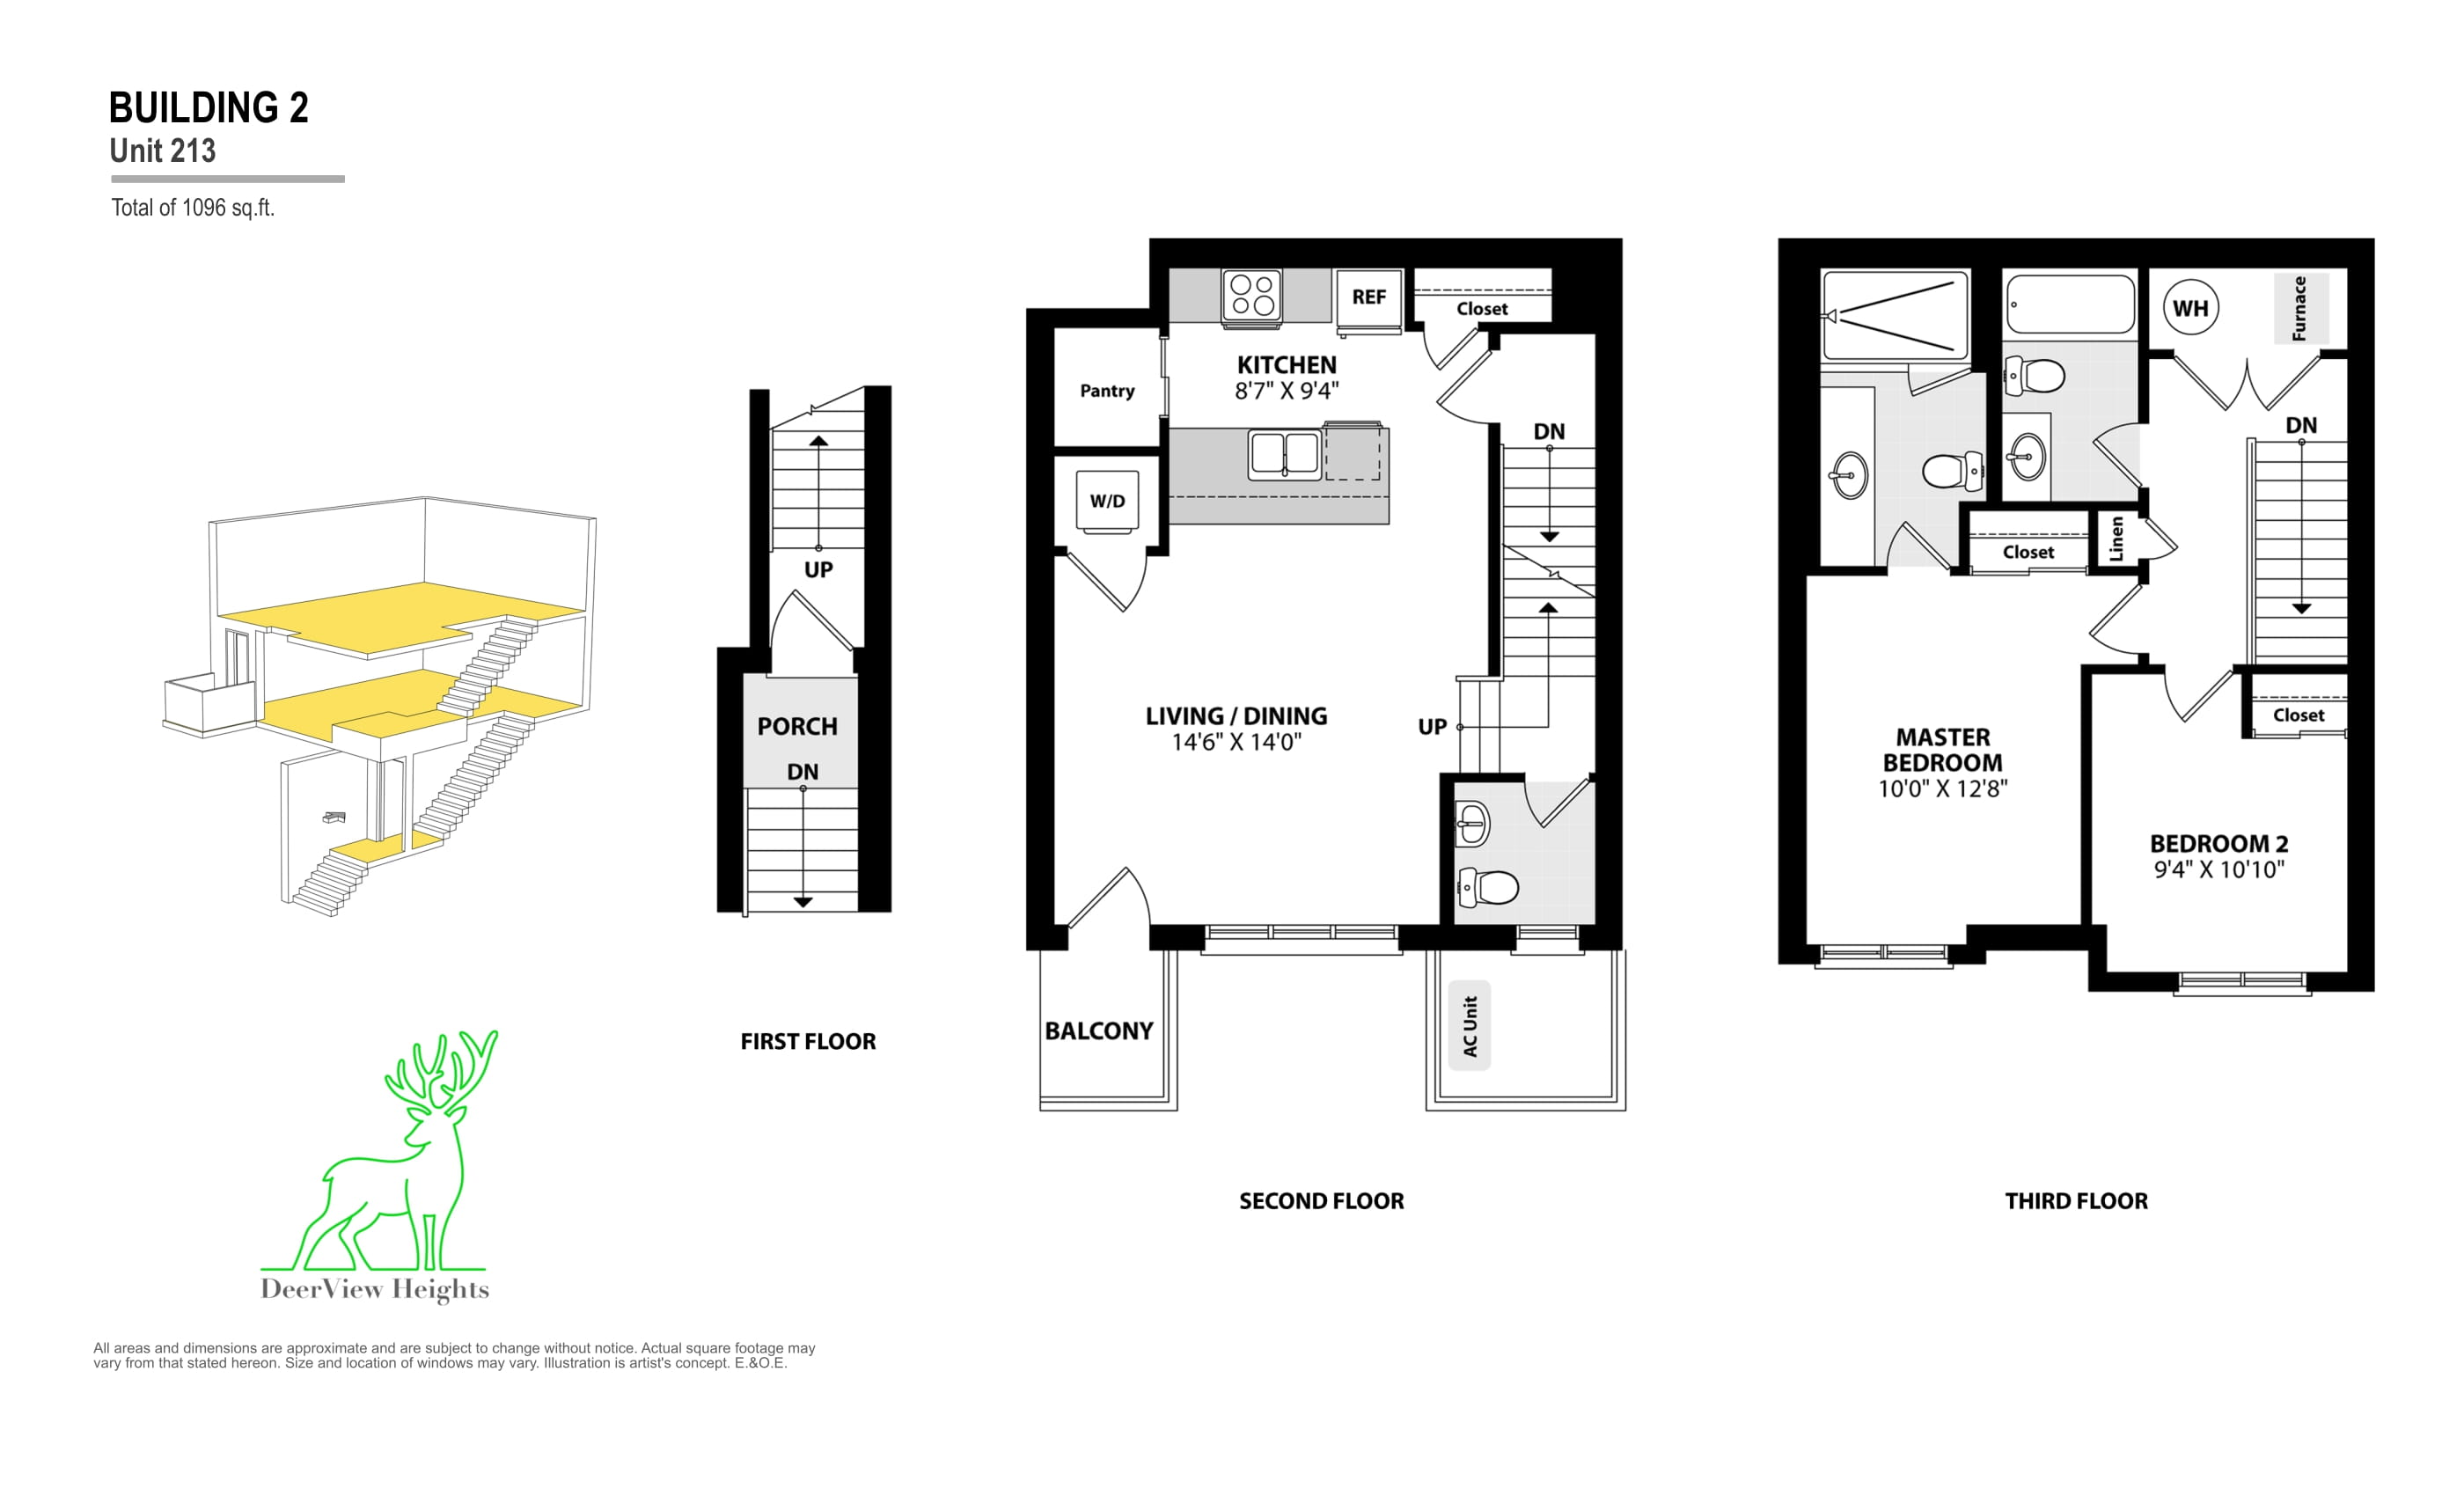 BUILDING 2
Unit 213
Total of 1096 sq.ft.
UP
PORCH
DN
FIRST FLOOR
REF
Closet
KITCHEN
8'7" X 9'4"
Pantry
DN
W/D
LIVING / DINING
14'6" X 14'0"
UP
BALCONY
AC Unit
SECOND FLOOR
WH
Furnace
DN
Closet
Linen
Closet
MASTER
BEDROOM
10'0" X 12'8"
BEDROOM 2
9'4" X 10'10"
THIRD FLOOR
DeerView Heights
All areas and dimensions are approximate and are subject to change without notice. Actual square footage may
vary from that stated hereon. Size and location of windows may vary. Illustration is artist's concept. E.&O.E.